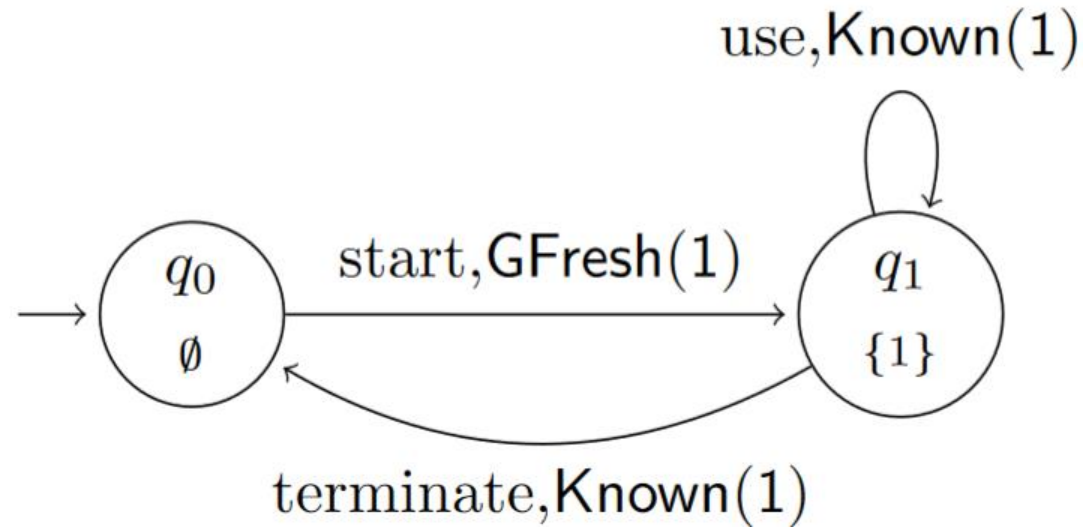 use,Known(1)
q₀
∅
start,GFresh(1)
q₁
{1}
terminate,Known(1)